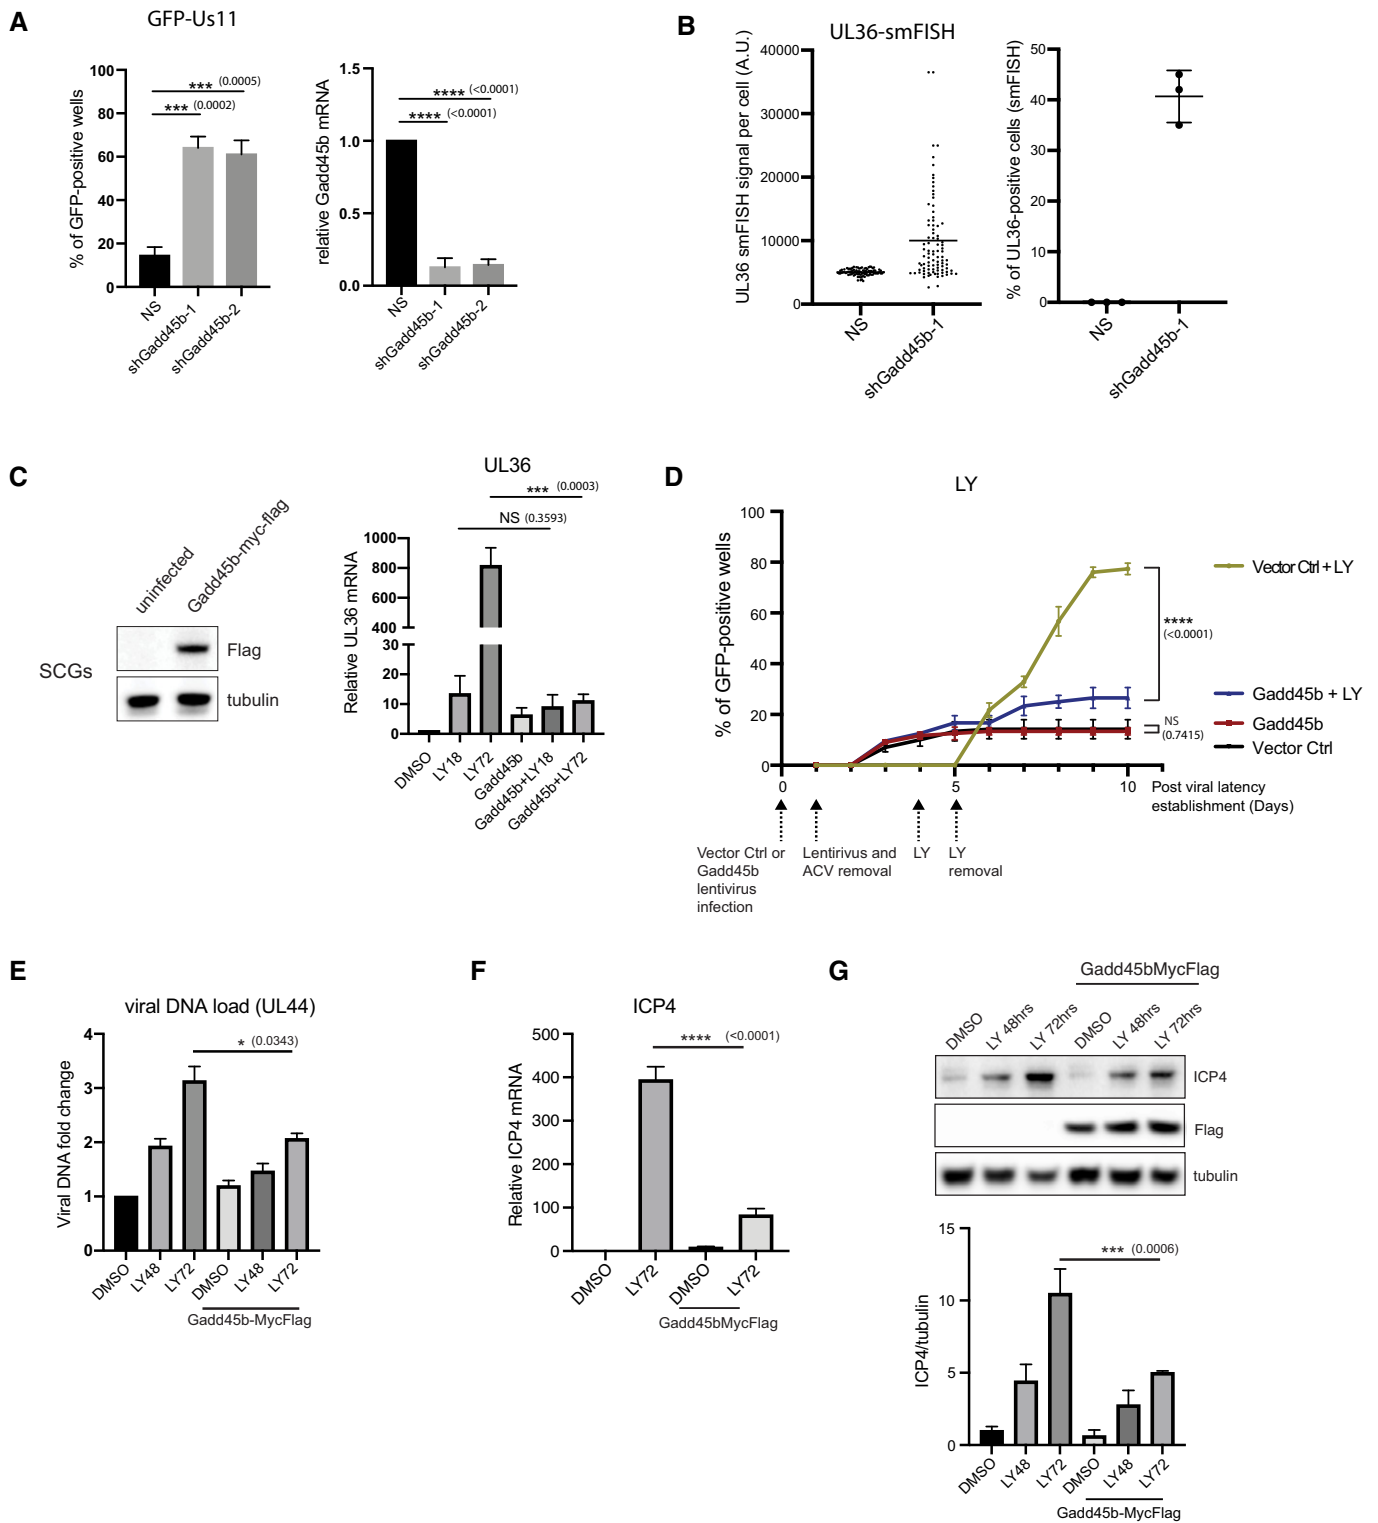 A
GFP-Us11
% of GFP-positive wells
100
80
60
40
20
0
*** (0.0005)
*** (0.0002)
NS
shGadd45b-1
shGadd45b-2
relative Gadd45b mRNA
1.5
1.0
0.5
0.0
**** (<0.0001)
**** (<0.0001)
NS
shGadd45b-1
shGadd45b-2
B
UL36-smFISH
UL36 smFISH signal per cell (A.U.)
40000
30000
20000
10000
0
NS
shGadd45b-1
% of UL36-positive cells (smFISH)
50
40
30
20
10
0
NS
shGadd45b-1
C
uninfected
Gadd45b-myc-flag
SCGs
Flag
tubulin
UL36
*** (0.0003)
NS (0.3593)
Relative UL36 mRNA
1000
800
600
400
30
20
10
0
DMSO
LY18
LY72
Gadd45b
Gadd45b+LY18
Gadd45b+LY72
D
LY
% of GFP-positive wells
100
80
60
40
20
0
0
5
10
Post viral latency
establishment (Days)
Vector Ctrl + LY
****
(<0.0001)
Gadd45b + LY
NS
(0.7415)
Gadd45b
Vector Ctrl
Vector Ctrl or
Gadd45b
lentivirus
infection
Lentirivus and
ACV removal
LY
LY
removal
E
viral DNA load (UL44)
Viral DNA fold change
4
3
2
1
0
* (0.0343)
DMSO
LY48
LY72
DMSO
LY48
LY72
Gadd45b-MycFlag
F
ICP4
Relative ICP4 mRNA
500
400
300
200
100
0
**** (<0.0001)
DMSO
LY72
DMSO
LY72
Gadd45bMycFlag
G
Gadd45bMycFlag
DMSO
LY 48hrs
LY 72hrs
DMSO
LY 48hrs
LY 72hrs
ICP4
Flag
tubulin
ICP4/tubulin
15
10
5
0
*** (0.0006)
DMSO
LY48
LY72
DMSO
LY48
LY72
Gadd45b-MycFlag